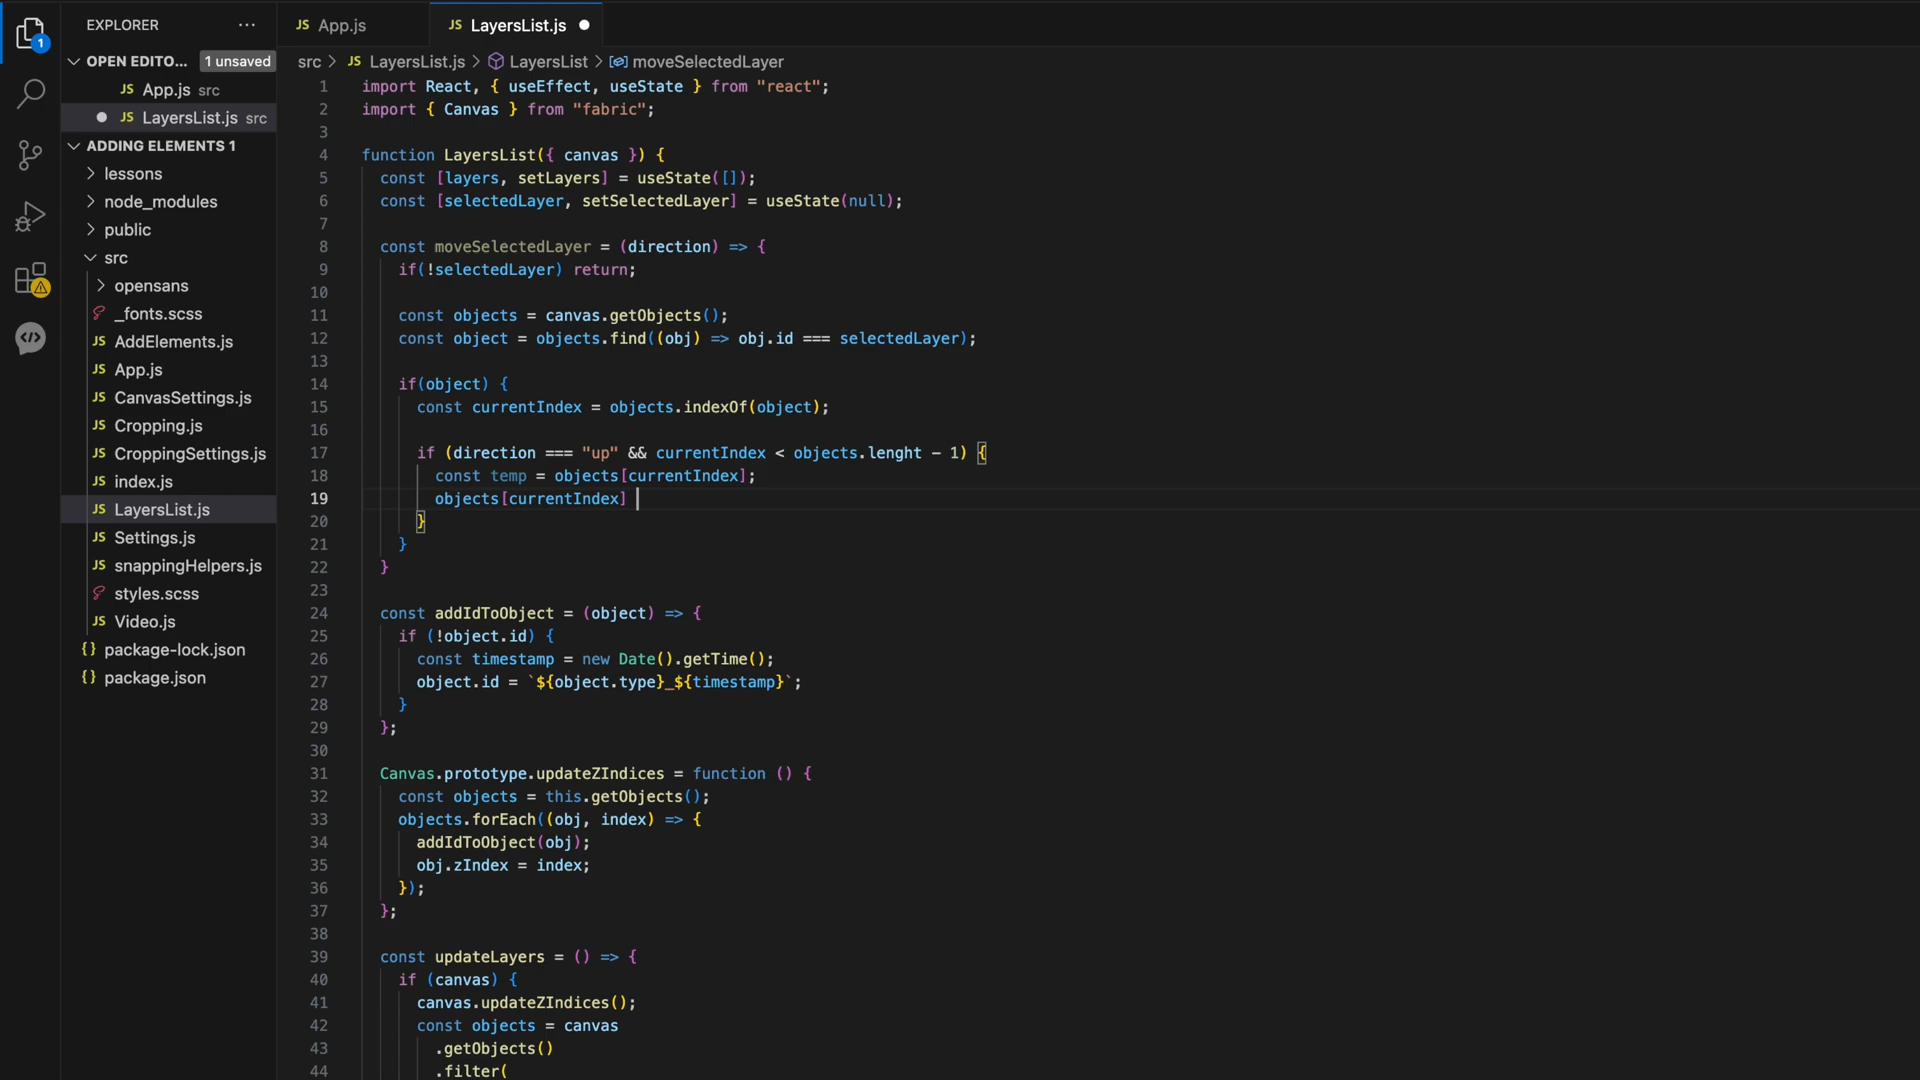 EXPLORER
OPEN EDITO... 1 unsaved
JS App.js src
JS LayersList.js src
ADDING ELEMENTS 1
lessons
node_modules
public
src
opensans
_fonts.scss
JS AddElements.js
JS App.js
JS CanvasSettings.js
JS Cropping.js
JS CroppingSettings.js
JS index.js
JS LayersList.js
JS Settings.js
JS snappingHelpers.js
styles.scss
JS Video.js
{} package-lock.json
{} package.json
1
JS App.js
JS LayersList.js
src > JS LayersList.js > LayersList > moveSelectedLayer
1 import React, { useEffect, useState } from "react";
2 import { Canvas } from "fabric";
3
4 function LayersList({ canvas }) {
5 const [layers, setLayers] = useState([]);
6 const [selectedLayer, setSelectedLayer] = useState(null);
7
8 const moveSelectedLayer = (direction) => {
9 if(!selectedLayer) return;
10
11 const objects = canvas.getObjects();
12 const object = objects.find((obj) => obj.id === selectedLayer);
13
14 if(object) {
15 const currentIndex = objects.indexOf(object);
16
17 if (direction === "up" && currentIndex < objects.lenght - 1) {
18 const temp = objects[currentIndex];
19 objects[currentIndex]
20 }
21 }
22 }
23
24 const addIdToObject = (object) => {
25 if (!object.id) {
26 const timestamp = new Date().getTime();
27 object.id = `${object.type}_${timestamp}`;
28 }
29 };
30
31 Canvas.prototype.updateZIndices = function () {
32 const objects = this.getObjects();
33 objects.forEach((obj, index) => {
34 addIdToObject(obj);
35 obj.zIndex = index;
36 });
37 };
38
39 const updateLayers = () => {
40 if (canvas) {
41 canvas.updateZIndices();
42 const objects = canvas
43 .getObjects()
44 .filter(